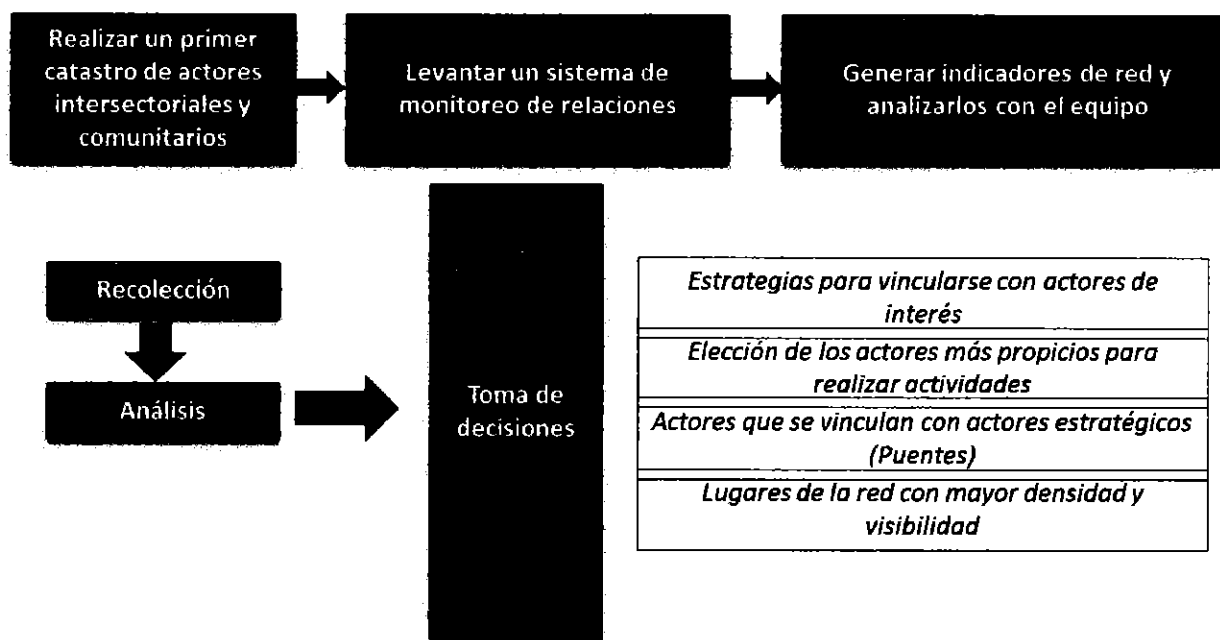 Realizar un primer
catastro de actores
intersectoriales y
comunitarios
Levantar un sistema de
monitoreo de relaciones
Generar indicadores de red y
analizarlos con el equipo
Recolección
Análisis
Toma de
decisiones
Estrategias para vincularse con actores de
interés
Elección de los actores más propicios para
realizar actividades
Actores que se vinculan con actores estratégicos
(Puentes)
Lugares de la red con mayor densidad y
visibilidad